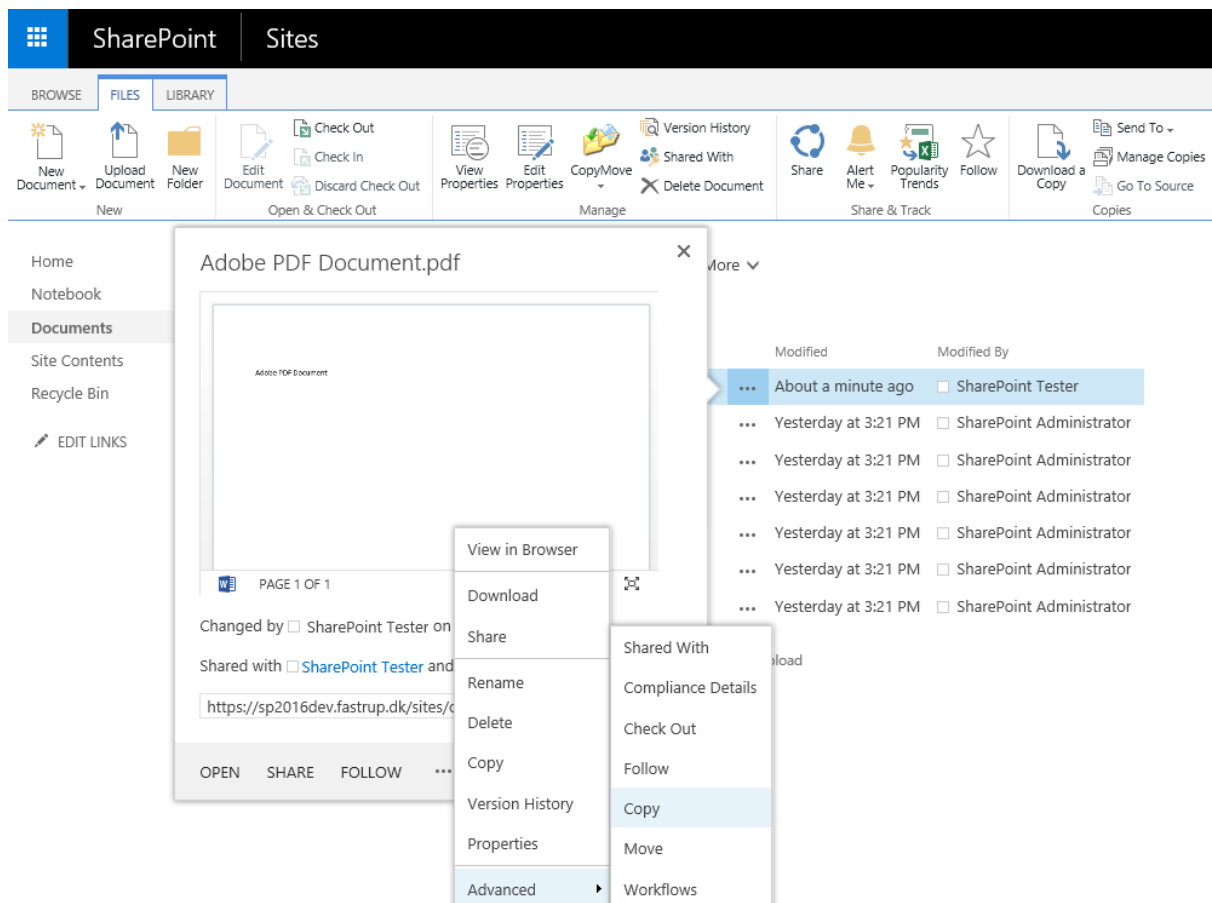 SharePoint Sites
BROWSE FILES LIBRARY
New Document
Upload Document
New Folder
New
Edit Document
Check Out
Check In
Discard Check Out
Open & Check Out
View Properties
Edit Properties
CopyMove
Version History
Shared With
Delete Document
Manage
Share
Alert Me
Popularity Trends
Follow
Share & Track
Download a Copy
Send To
Manage Copies
Go To Source
Copies
Home
Notebook
Documents
Site Contents
Recycle Bin
EDIT LINKS
Adobe PDF Document.pdf
Adobe PDF Document
PAGE 1 OF 1
Changed by SharePoint Tester on
Shared with SharePoint Tester and
https://sp2016dev.fastrup.dk/sites/
OPEN SHARE FOLLOW ...
View in Browser
Download
Share
Rename
Delete
Copy
Version History
Properties
Advanced
Shared With
Compliance Details
Check Out
Follow
Copy
Move
Workflows
More
Modified Modified By
... About a minute ago SharePoint Tester
... Yesterday at 3:21 PM SharePoint Administrator
... Yesterday at 3:21 PM SharePoint Administrator
... Yesterday at 3:21 PM SharePoint Administrator
... Yesterday at 3:21 PM SharePoint Administrator
... Yesterday at 3:21 PM SharePoint Administrator
... Yesterday at 3:21 PM SharePoint Administrator